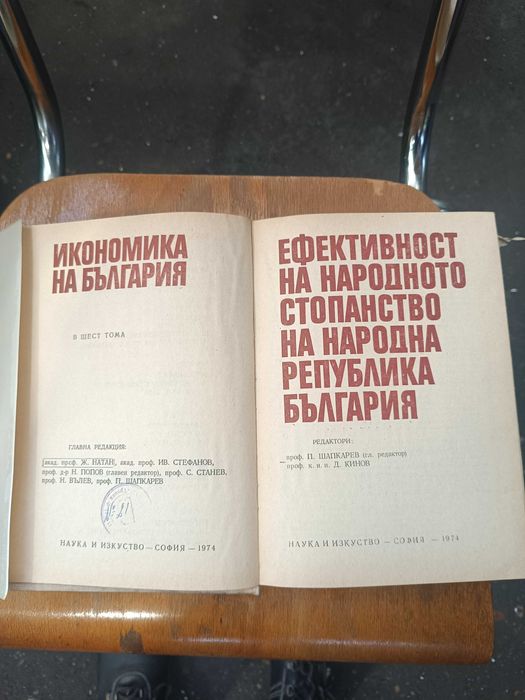 ИКОНОМИКА
НА БЪЛГАРИЯ
В ШЕСТ ТОМА
ГЛАВНА РЕДАКЦИЯ:
акад. проф. Ж. НАТАН, акад. проф. ИВ. СТЕФАНОВ,
проф. д-р Н. ПОПОВ (главен редактор), проф. С. СТАНЕВ,
проф. Н. ВЪЛЕВ, проф. П. ШАПКАРЕВ
НАУКА И ИЗКУСТВО — СОФИЯ — 1974
ЕФЕКТИВНОСТ
НА НАРОДНОТО
СТОПАНСТВО
НА НАРОДНА
РЕПУБЛИКА
БЪЛГАРИЯ
РЕДАКТОРИ:
проф. П. ШАПКАРЕВ (гл. редактор)
проф. к. и. н. Д. КИНОВ
НАУКА И ИЗКУСТВО — СОФИЯ — 1974